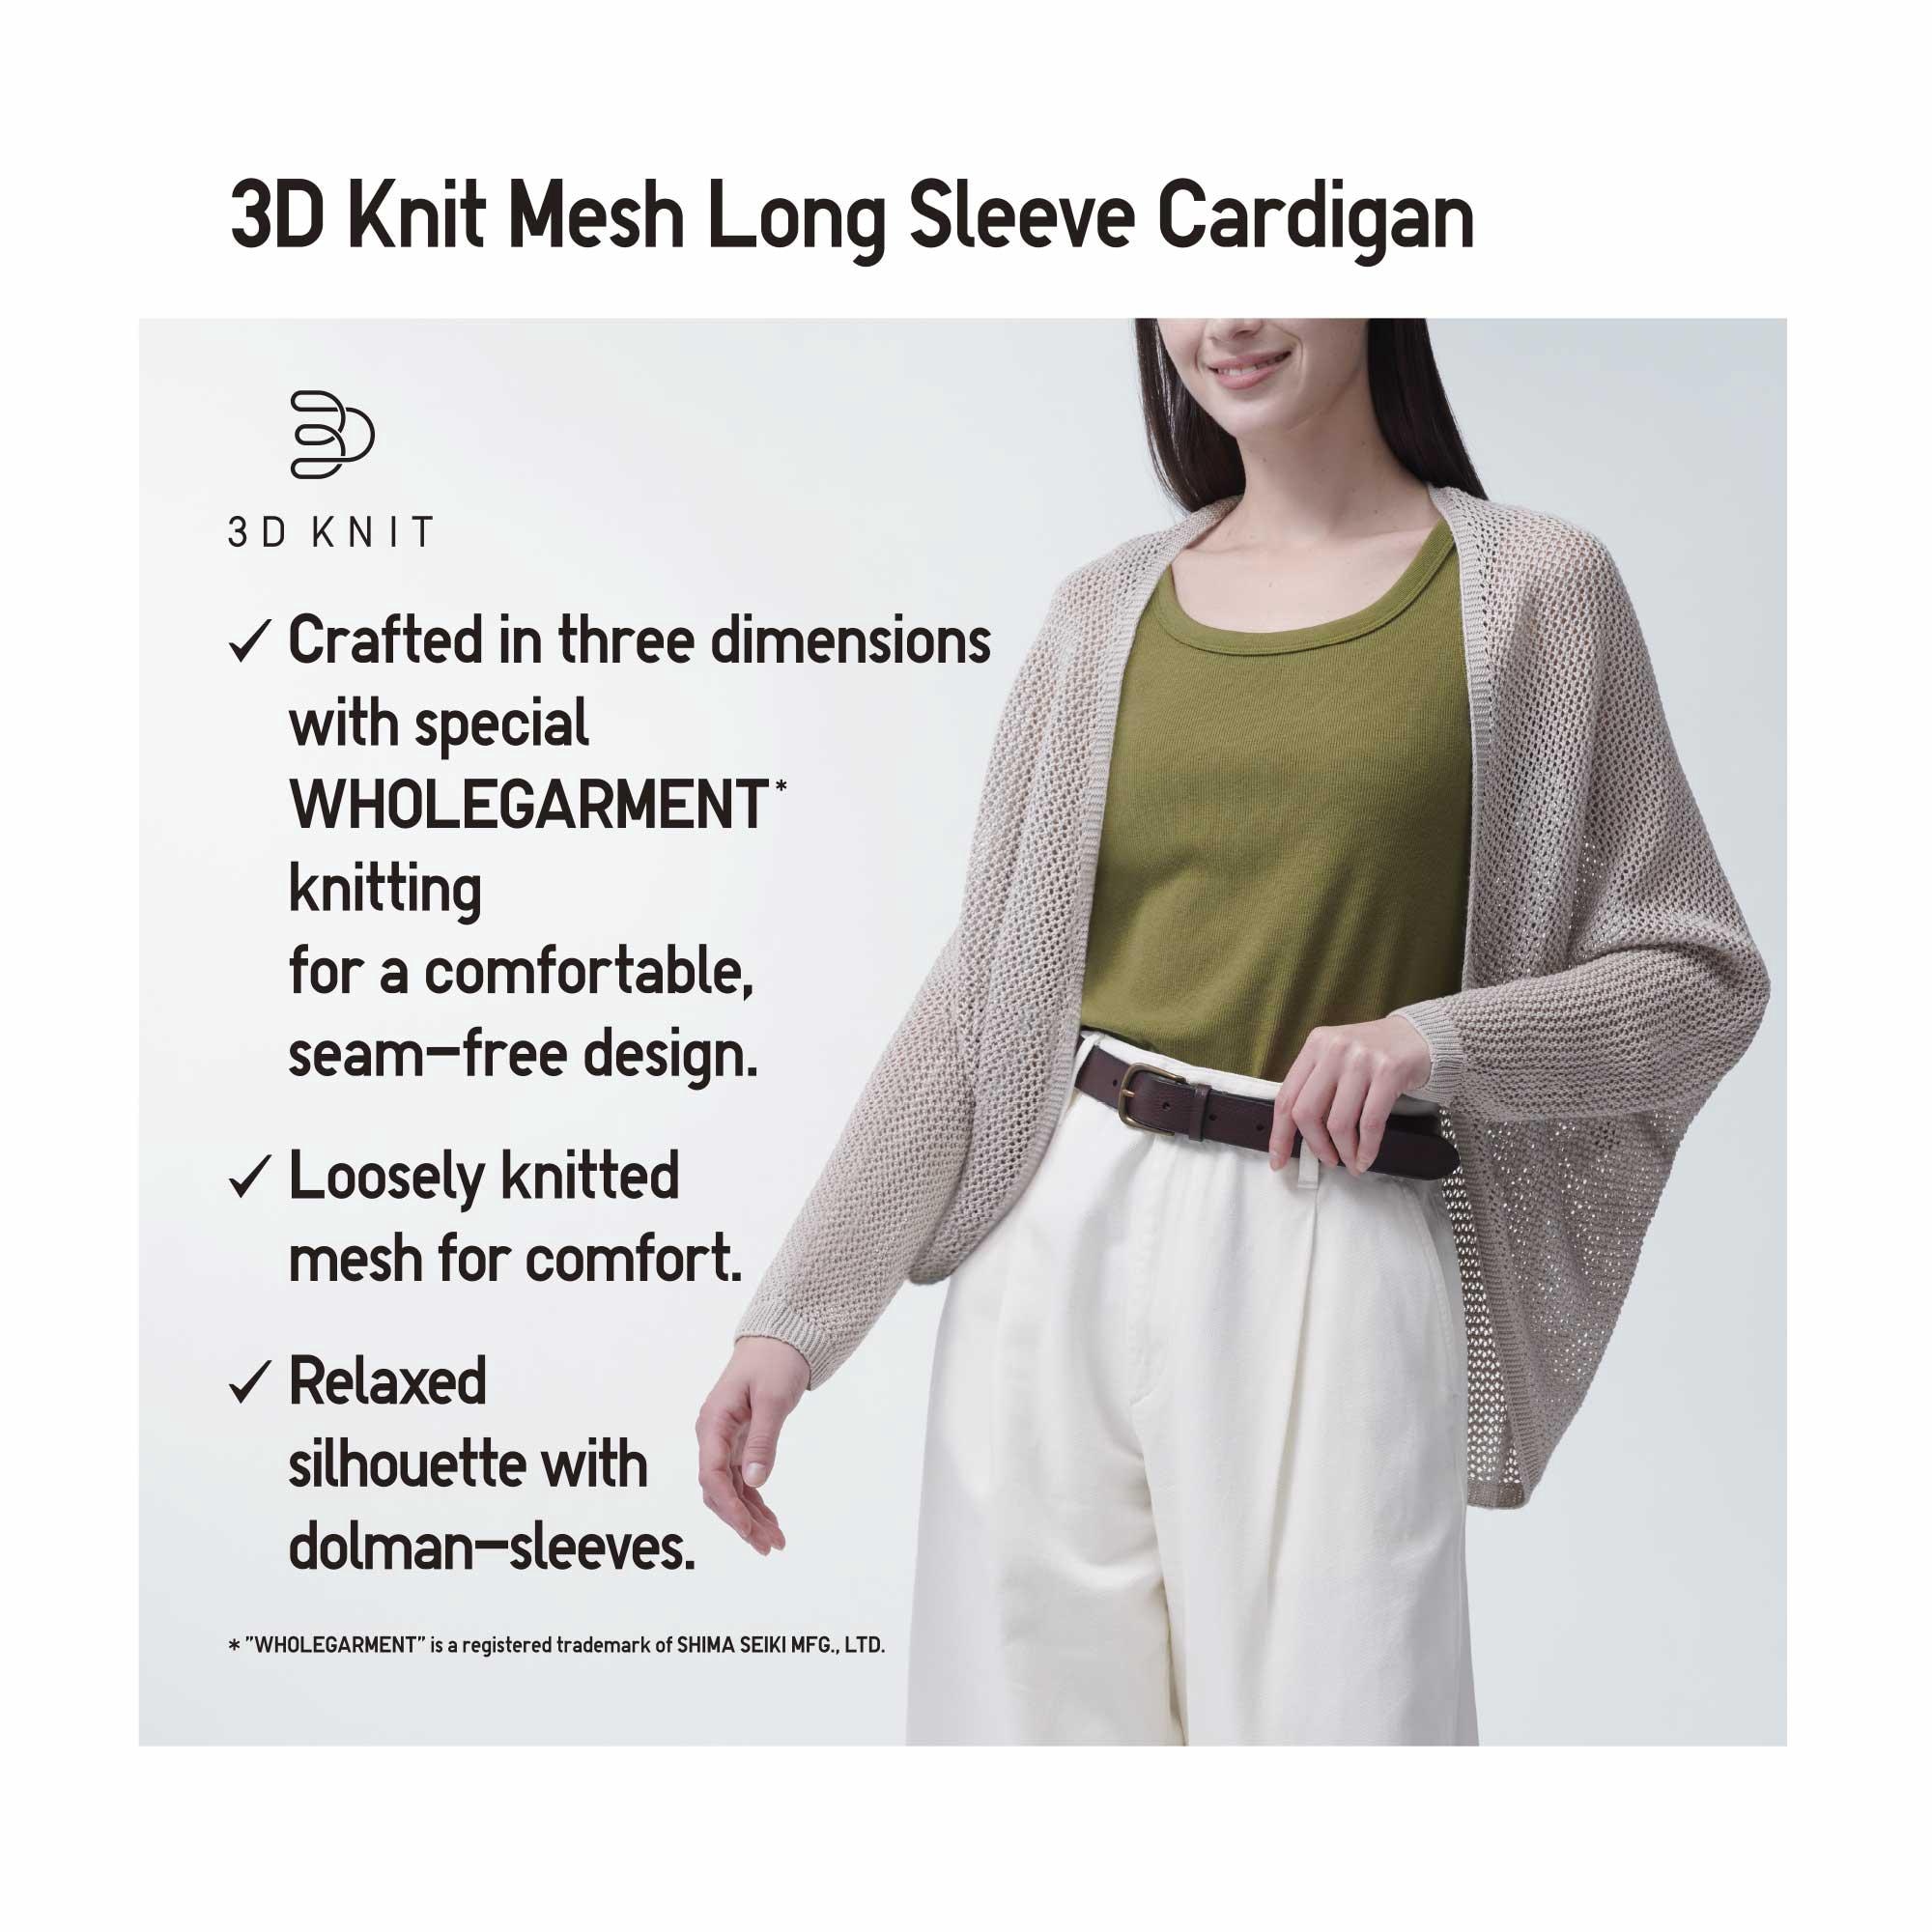 3D Knit Mesh Long Sleeve Cardigan
3D KNIT
✓ Crafted in three dimensions
with special
WHOLEGARMENT*
knitting
for a comfortable,
seam-free design.
✓ Loosely knitted
mesh for comfort.
✓ Relaxed
silhouette with
dolman-sleeves.
* "WHOLEGARMENT" is a registered trademark of SHIMA SEIKI MFG., LTD.